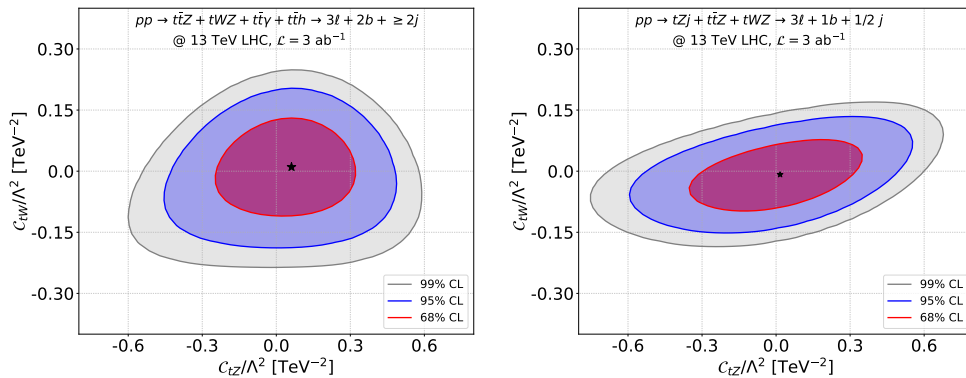 pp → tt̄Z + tWZ + tt̄γ + tt̄h → 3ℓ + 2b + ≥ 2j
@ 13 TeV LHC, ℒ = 3 ab⁻¹
0.30
0.15
0.0
-0.15
-0.30
𝒞tW/Λ² [TeV⁻²]
99% CL
95% CL
68% CL
-0.6
-0.3
0.0
0.3
0.6
𝒞tZ/Λ² [TeV⁻²]
pp → tZj + tt̄Z + tWZ → 3ℓ + 1b + 1/2 j
@ 13 TeV LHC, ℒ = 3 ab⁻¹
0.30
0.15
0.0
-0.15
-0.30
𝒞tW/Λ² [TeV⁻²]
99% CL
95% CL
68% CL
-0.6
-0.3
0.0
0.3
0.6
𝒞tZ/Λ² [TeV⁻²]